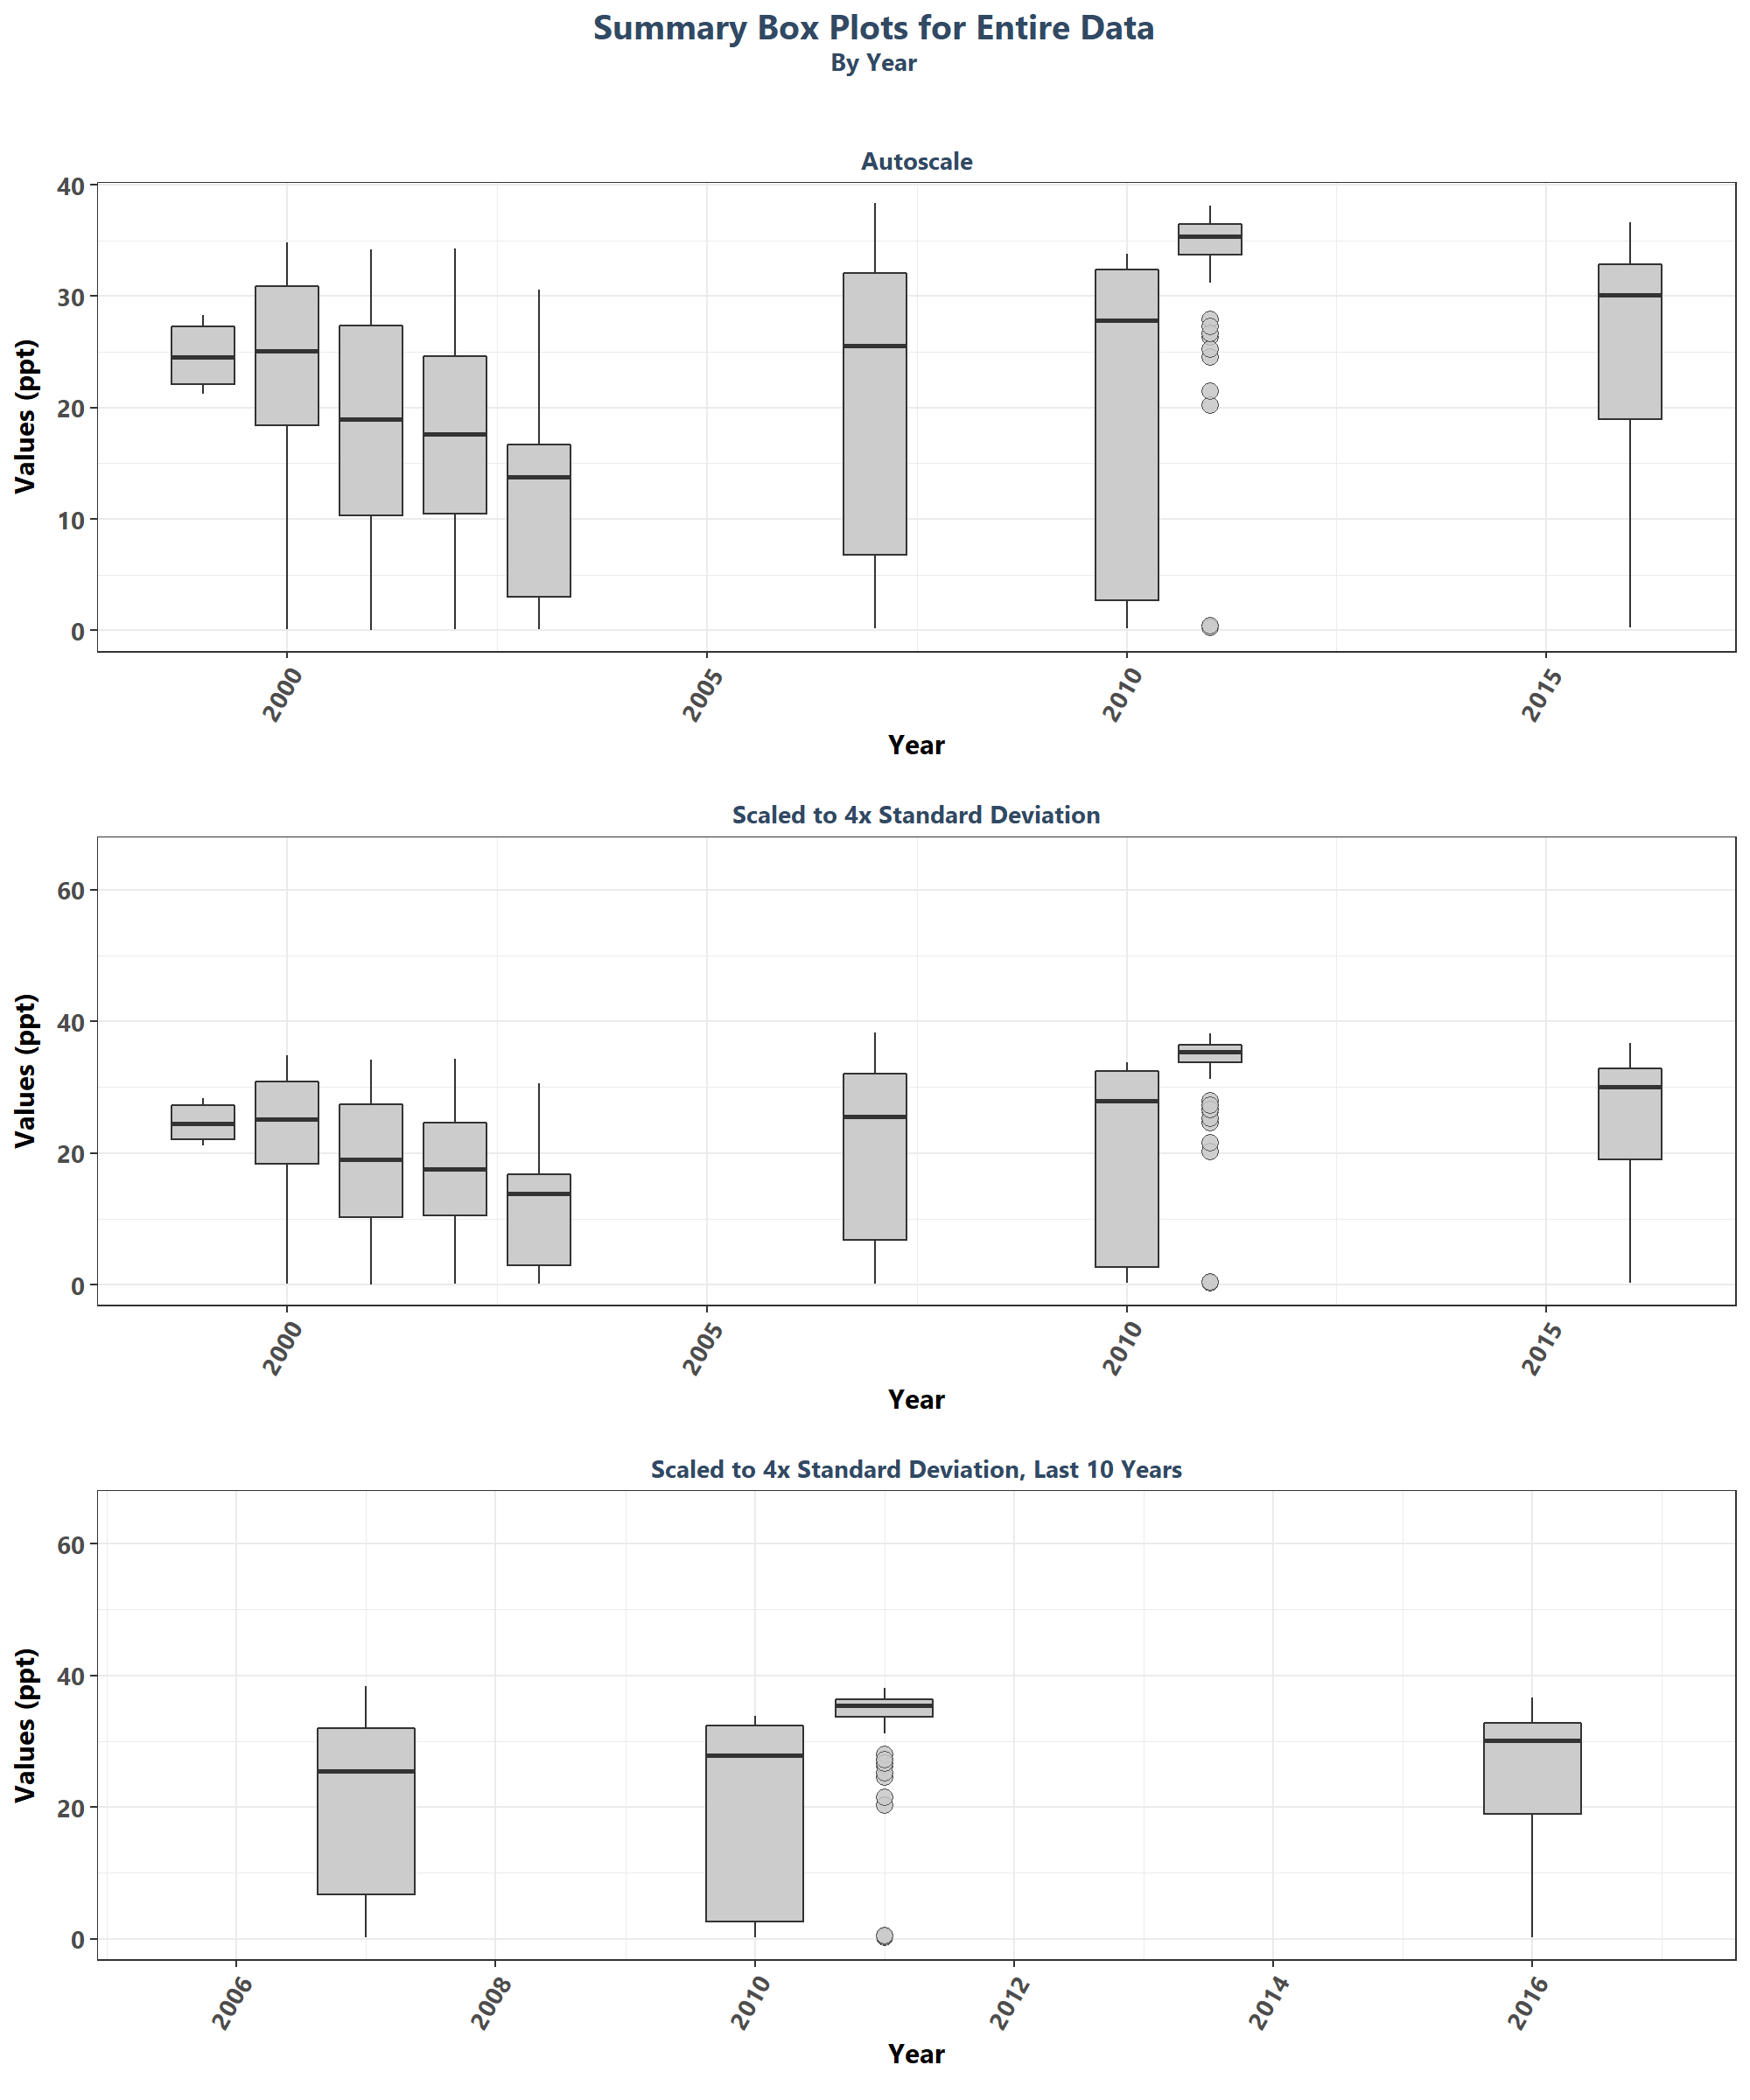 Summary Box Plots for Entire Data
By Year
Autoscale
Values (ppt)
40
30
20
10
0
2000
2005
2010
2015
Year
Scaled to 4x Standard Deviation
Values (ppt)
60
40
20
0
2000
2005
2010
2015
Year
Scaled to 4x Standard Deviation, Last 10 Years
Values (ppt)
60
40
20
0
2006
2008
2010
2012
2014
2016
Year